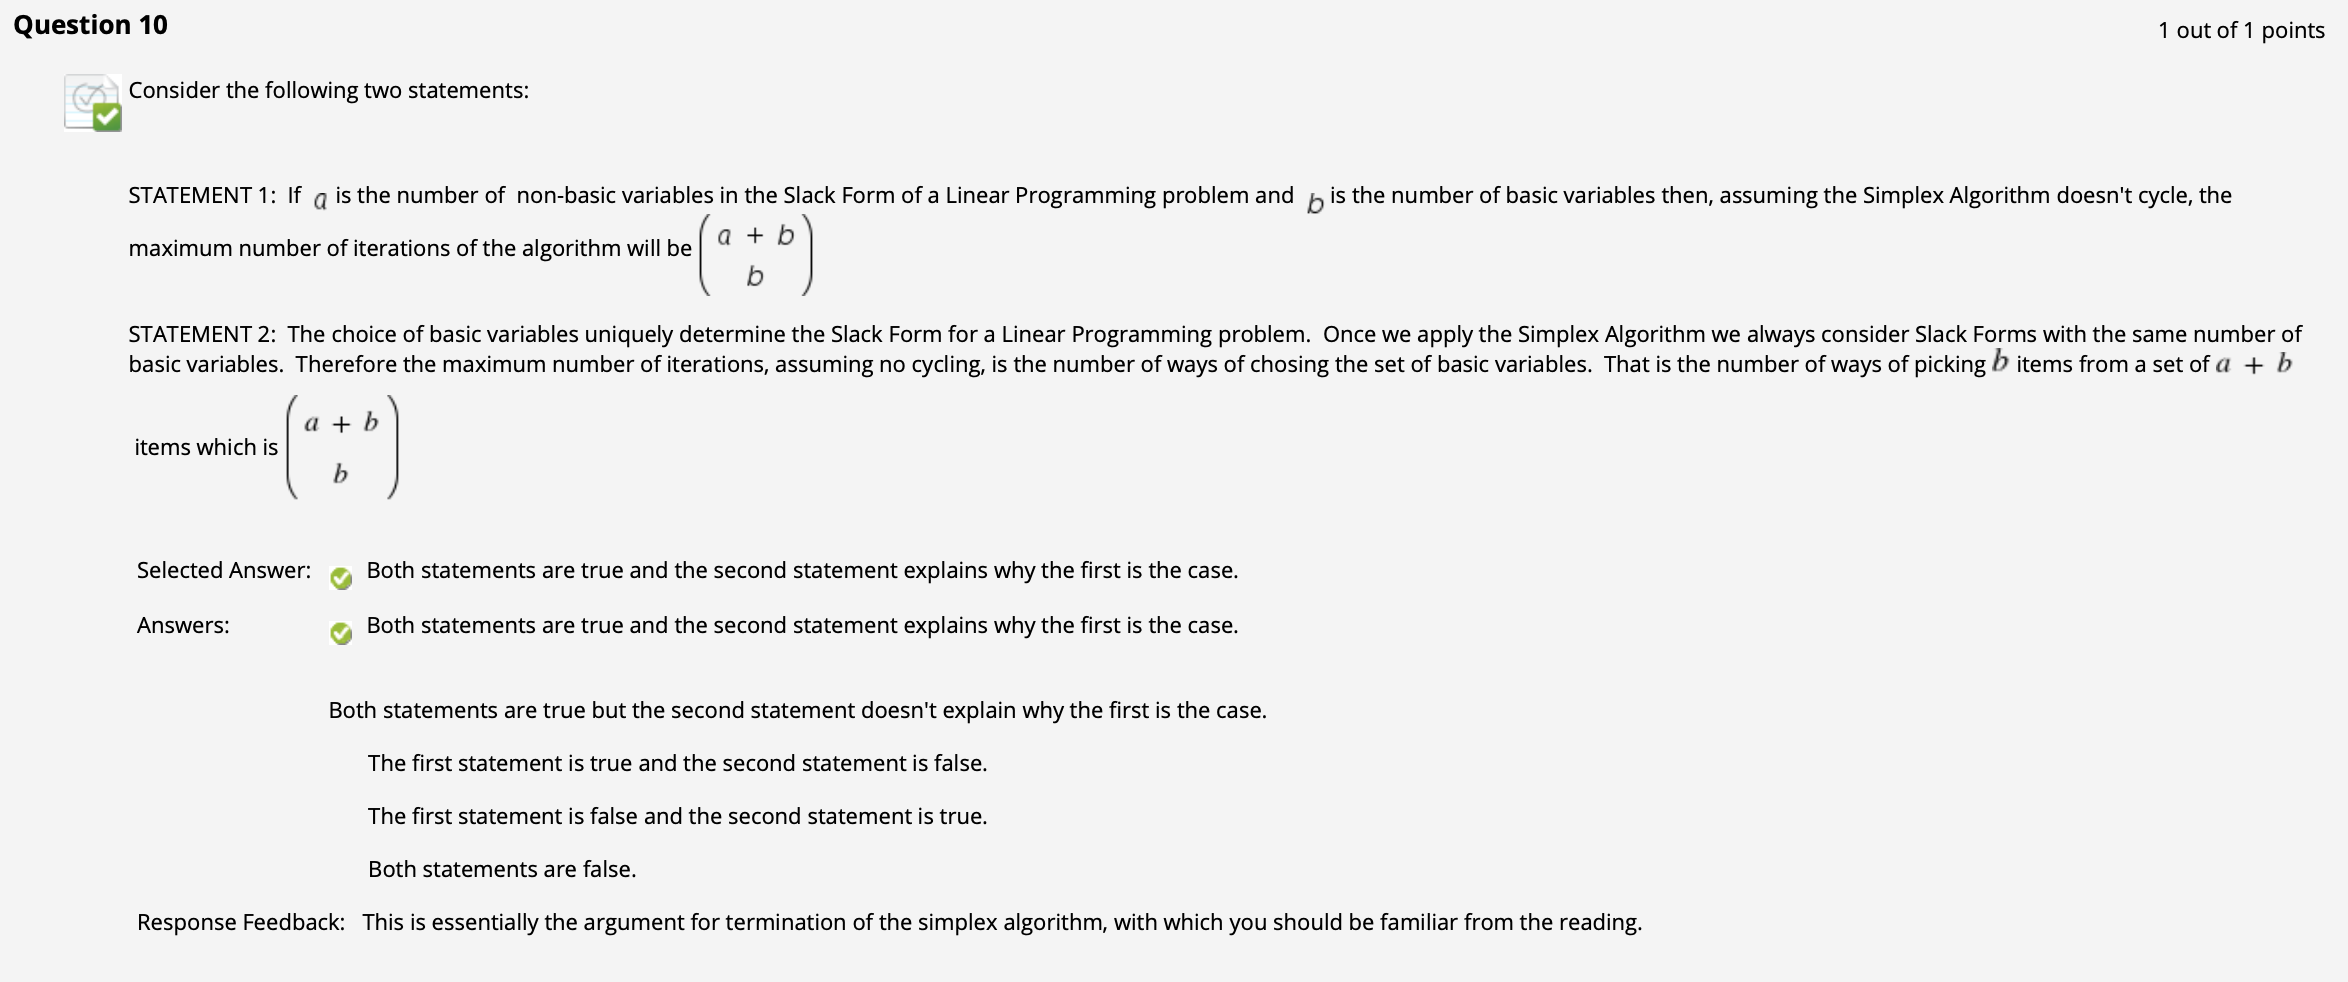 Question 10
1 out of 1 points
Consider the following two statements:
STATEMENT 1: If a is the number of non-basic variables in the Slack Form of a Linear Programming problem and b is the number of basic variables then, assuming the Simplex Algorithm doesn't cycle, the
maximum number of iterations of the algorithm will be ( a + b
b )
STATEMENT 2: The choice of basic variables uniquely determine the Slack Form for a Linear Programming problem. Once we apply the Simplex Algorithm we always consider Slack Forms with the same number of
basic variables. Therefore the maximum number of iterations, assuming no cycling, is the number of ways of chosing the set of basic variables. That is the number of ways of picking b items from a set of a + b
items which is ( a + b
b )
Selected Answer: Both statements are true and the second statement explains why the first is the case.
Answers: Both statements are true and the second statement explains why the first is the case.
Both statements are true but the second statement doesn't explain why the first is the case.
The first statement is true and the second statement is false.
The first statement is false and the second statement is true.
Both statements are false.
Response Feedback: This is essentially the argument for termination of the simplex algorithm, with which you should be familiar from the reading.